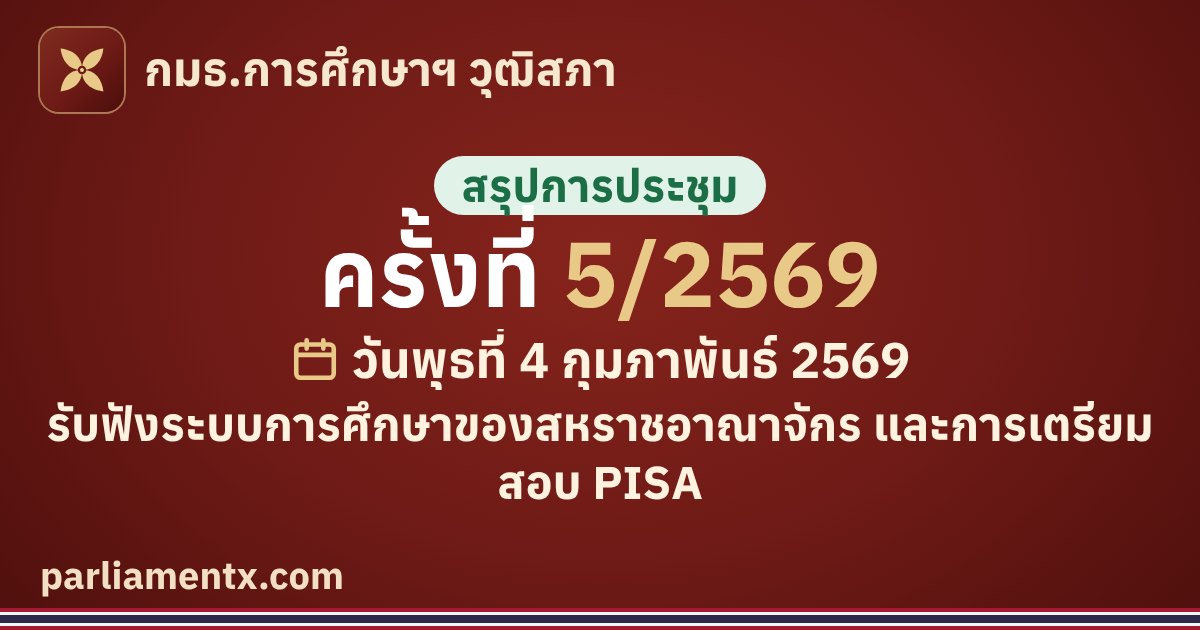 กมธ.การศึกษาฯ วุฒิสภา
สรุปการประชุม
ครั้งที่ 5/2569
วันพุธที่ 4 กุมภาพันธ์ 2569
รับฟังระบบการศึกษาของสหราชอาณาจักร และการเตรียม
สอบ PISA
parliamentx.com